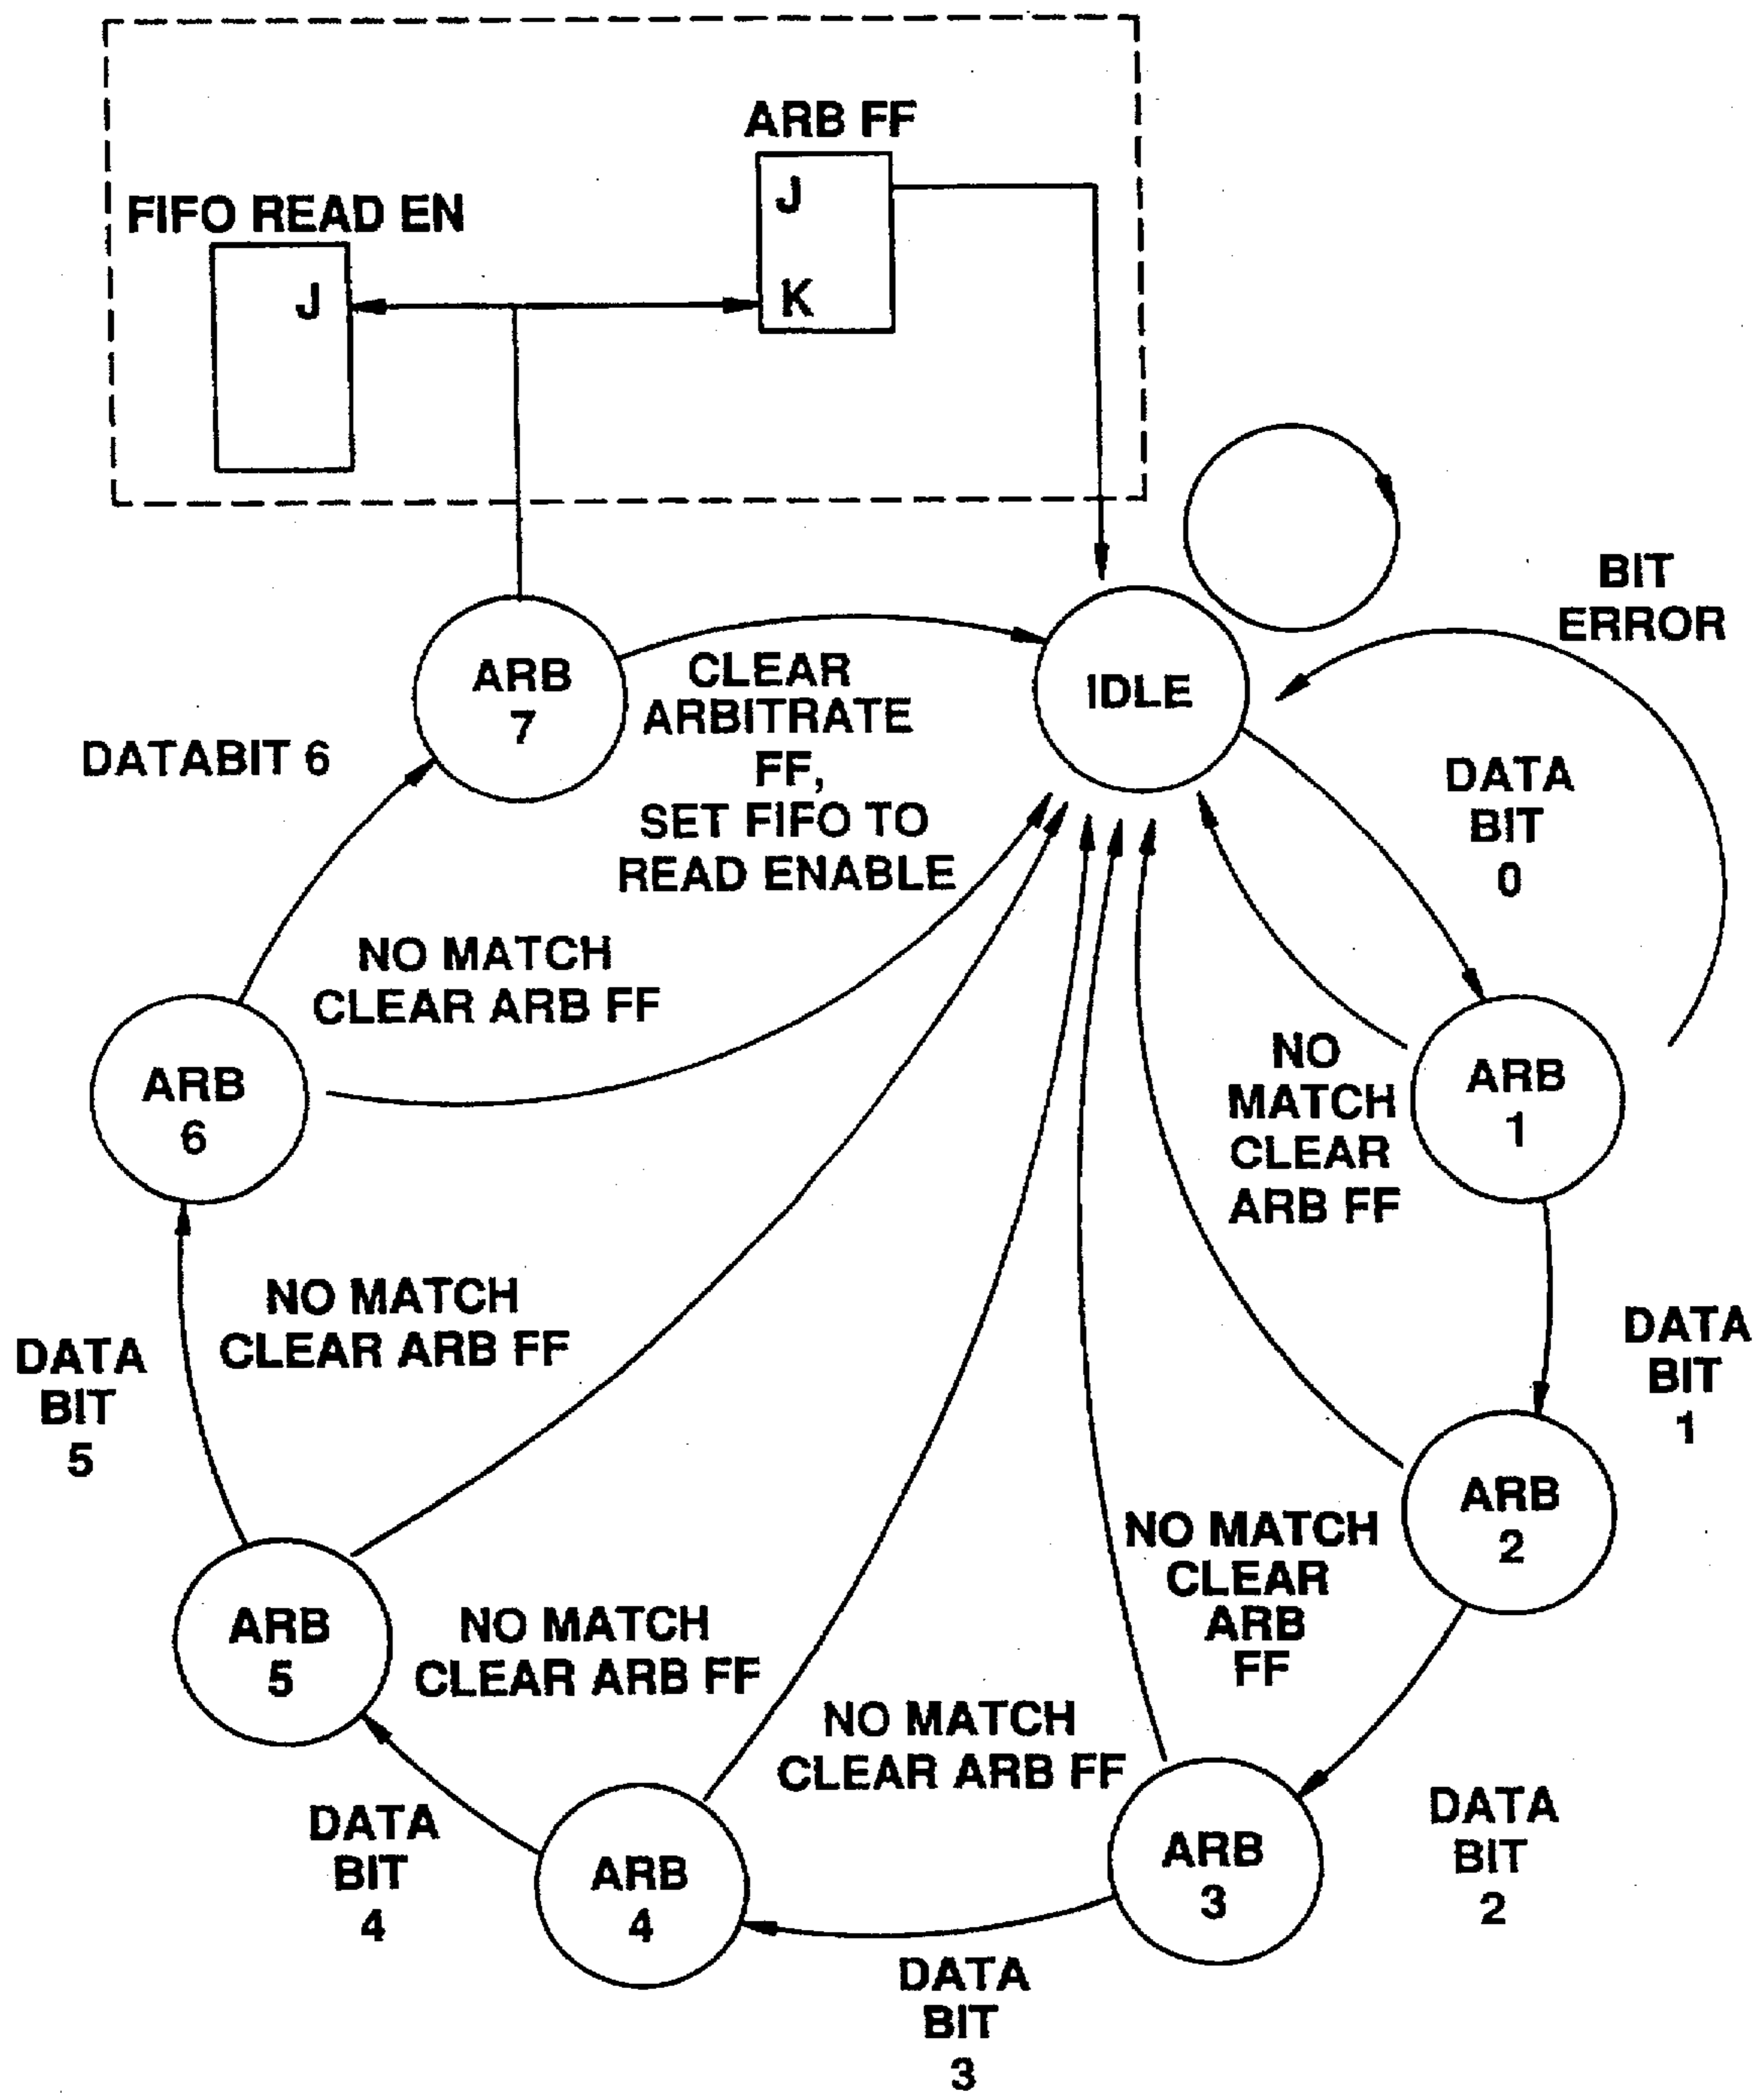 ARB FF
J
K
FIFO READ EN
J
BIT
ERROR
IDLE
ARB
7
CLEAR
ARBITRATE
FF,
SET FIFO TO
READ ENABLE
DATABIT 6
DATA
BIT
0
NO MATCH
CLEAR ARB FF
ARB
6
NO
MATCH
CLEAR
ARB FF
ARB
1
NO MATCH
CLEAR ARB FF
DATA
BIT
5
DATA
BIT
1
ARB
2
NO MATCH
CLEAR
ARB
FF
ARB
5
NO MATCH
CLEAR ARB FF
NO MATCH
CLEAR ARB FF
DATA
BIT
4
ARB
4
ARB
3
DATA
BIT
2
DATA
BIT
3